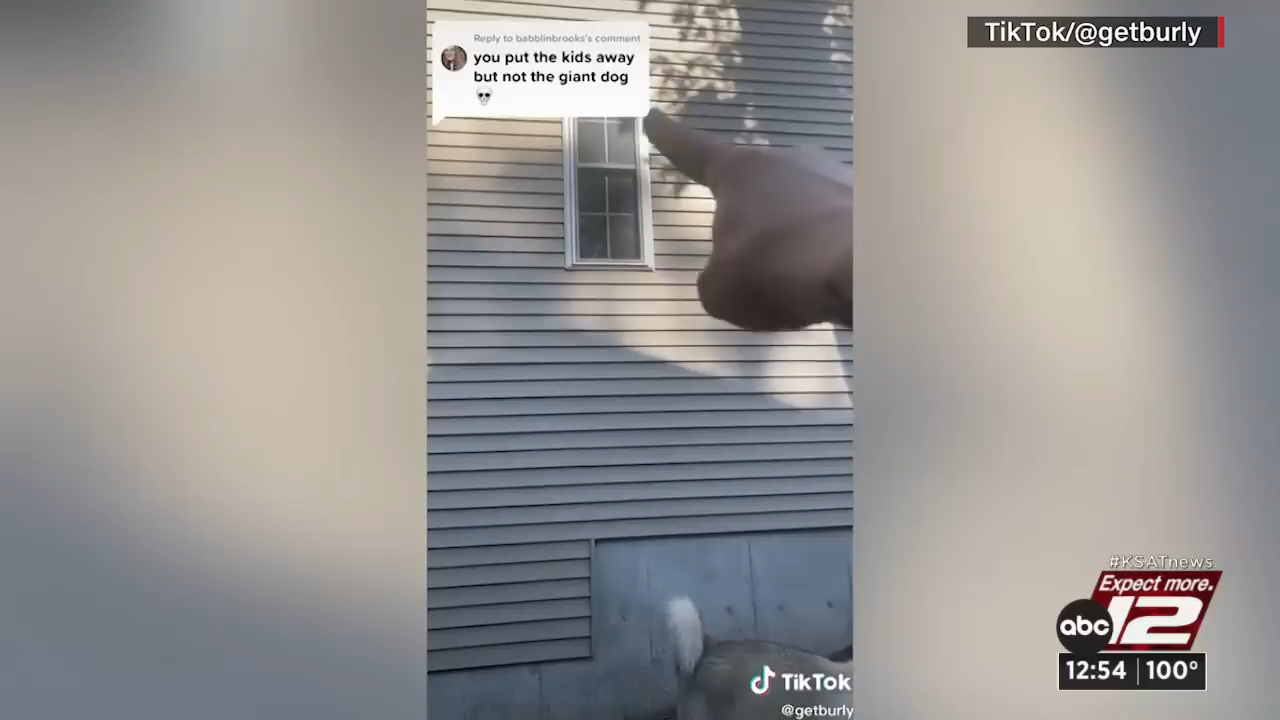 TikTok/@getburly
Reply to babblinbrooks's comment
you put the kids away
but not the giant dog
#KSATnews
Expect more.
abc
12
12:54 100°
TikTok
@getburly